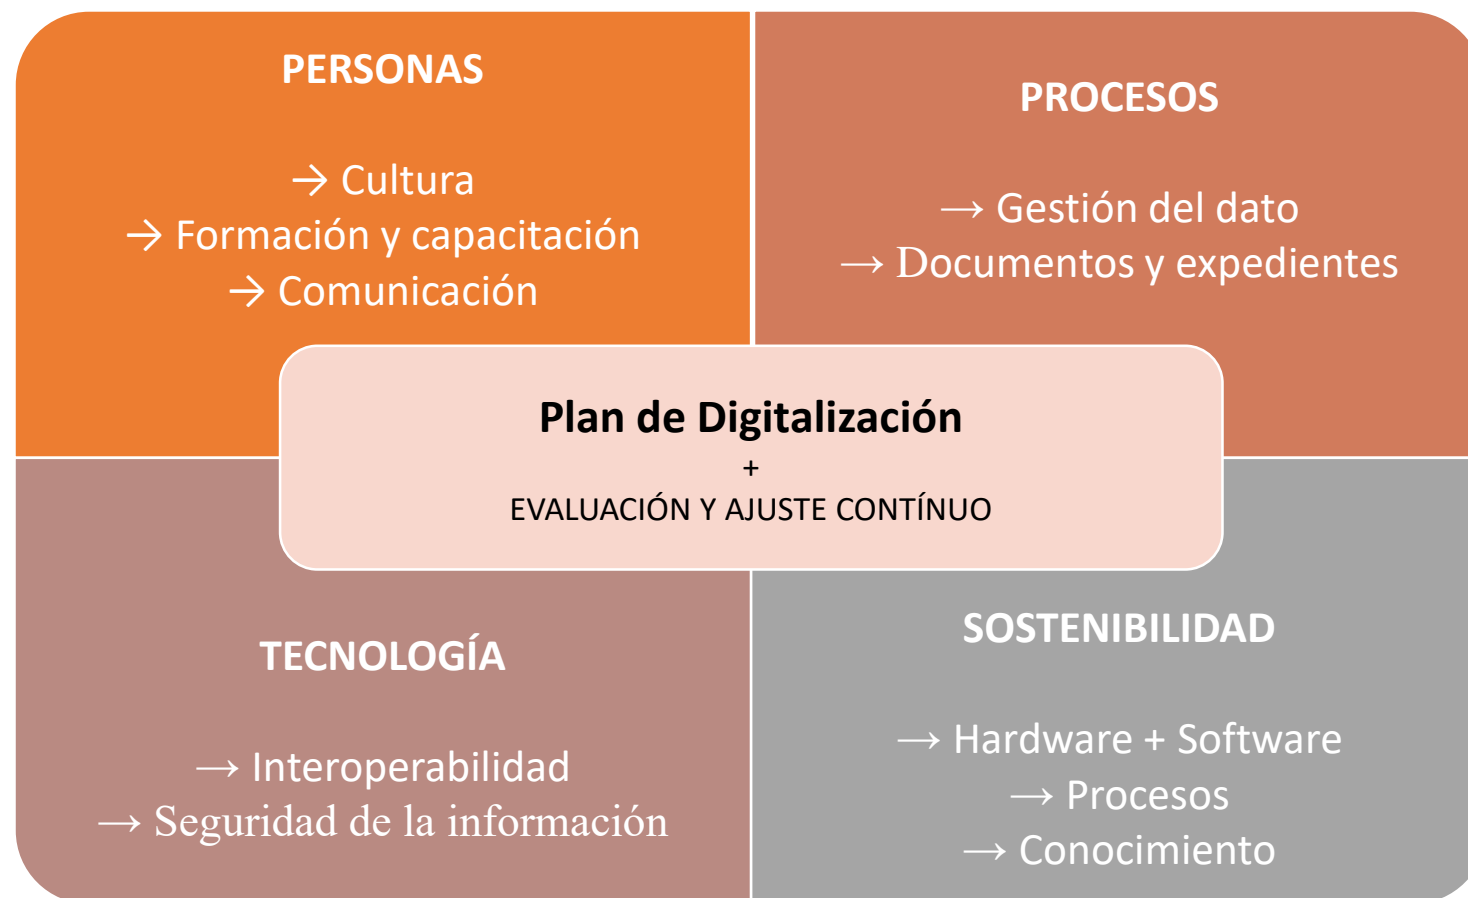 PERSONAS
→ Cultura
→ Formación y capacitación
→ Comunicación
PROCESOS
→ Gestión del dato
→ Documentos y expedientes
Plan de Digitalización
+
EVALUACIÓN Y AJUSTE CONTÍNUO
TECNOLOGÍA
→ Interoperabilidad
→ Seguridad de la información
SOSTENIBILIDAD
→ Hardware + Software
→ Procesos
→ Conocimiento